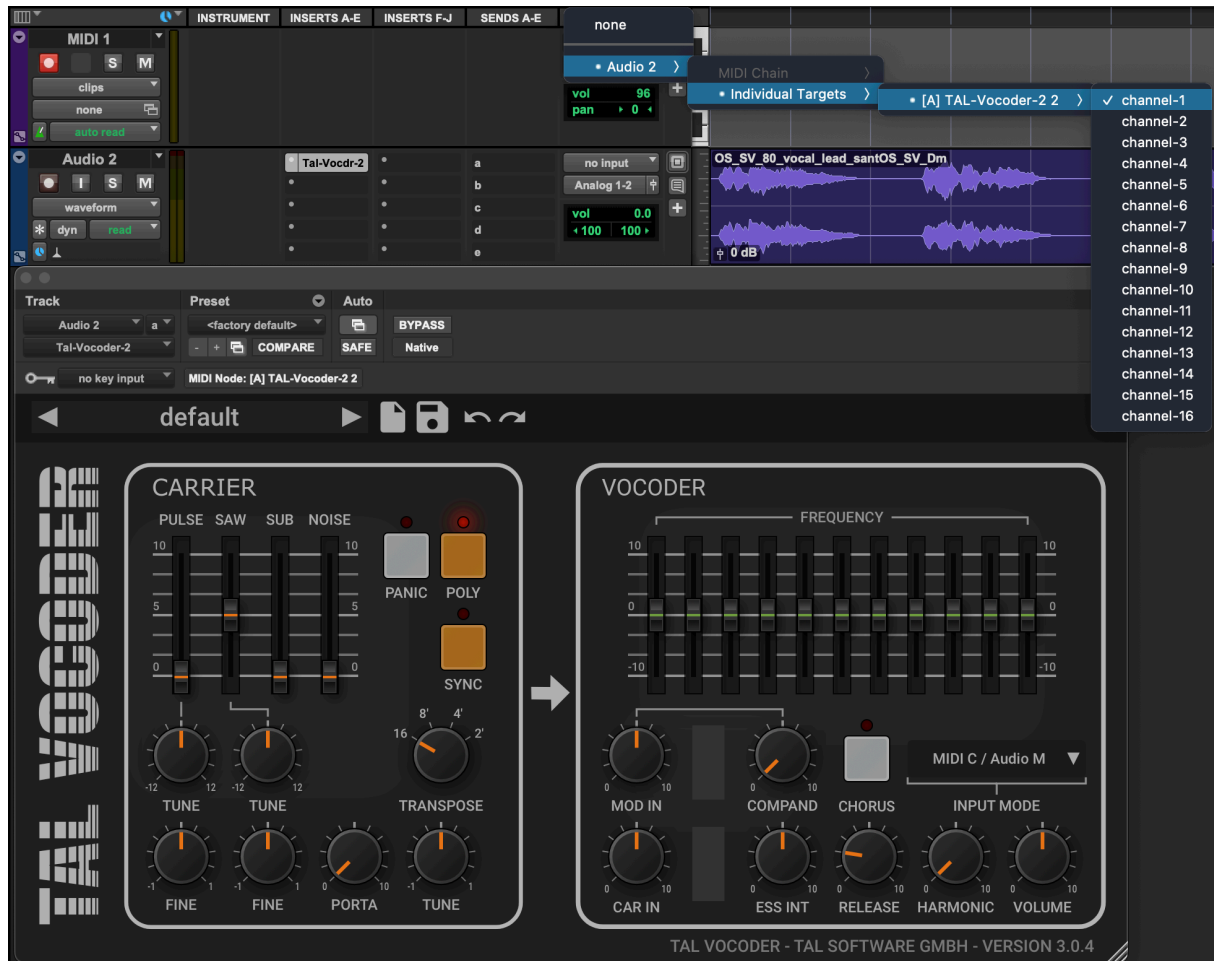 INSTRUMENT INSERTS A-E INSERTS F-J SENDS A-E
none
MIDI 1
S M
clips
none
auto read
Audio 2
MIDI Chain
Individual Targets
[A] TAL-Vocoder-2 2
channel-1
channel-2
channel-3
channel-4
channel-5
channel-6
channel-7
channel-8
channel-9
channel-10
channel-11
channel-12
channel-13
channel-14
channel-15
channel-16
vol 96
pan 0
Audio 2
I S M
waveform
dyn read
Tal-Vocdr-2
a
b
c
d
e
no input
Analog 1-2
vol 0.0
100 100
OS_SV_80_vocal_lead_santOS_SV_Dm
0 dB
Track Preset Auto
Audio 2 a <factory default> BYPASS
Tal-Vocoder-2 - + COMPARE SAFE Native
no key input MIDI Node: [A] TAL-Vocoder-2 2
default
TAL VOCODER
CARRIER
PULSE SAW SUB NOISE
10 10
5 5
0 0
PANIC POLY
SYNC
-12 12 -12 12
TUNE TUNE
16 8' 4' 2'
TRANSPOSE
-1 1 -1 1 0 10 -1 1
FINE FINE PORTA TUNE
VOCODER
FREQUENCY
10 10
0 0
-10 -10
0 10 0 10
MOD IN COMPAND CHORUS
MIDI C / Audio M
INPUT MODE
0 10 0 10 0 10 0 10 0 10
CAR IN ESS INT RELEASE HARMONIC VOLUME
TAL VOCODER - TAL SOFTWARE GMBH - VERSION 3.0.4